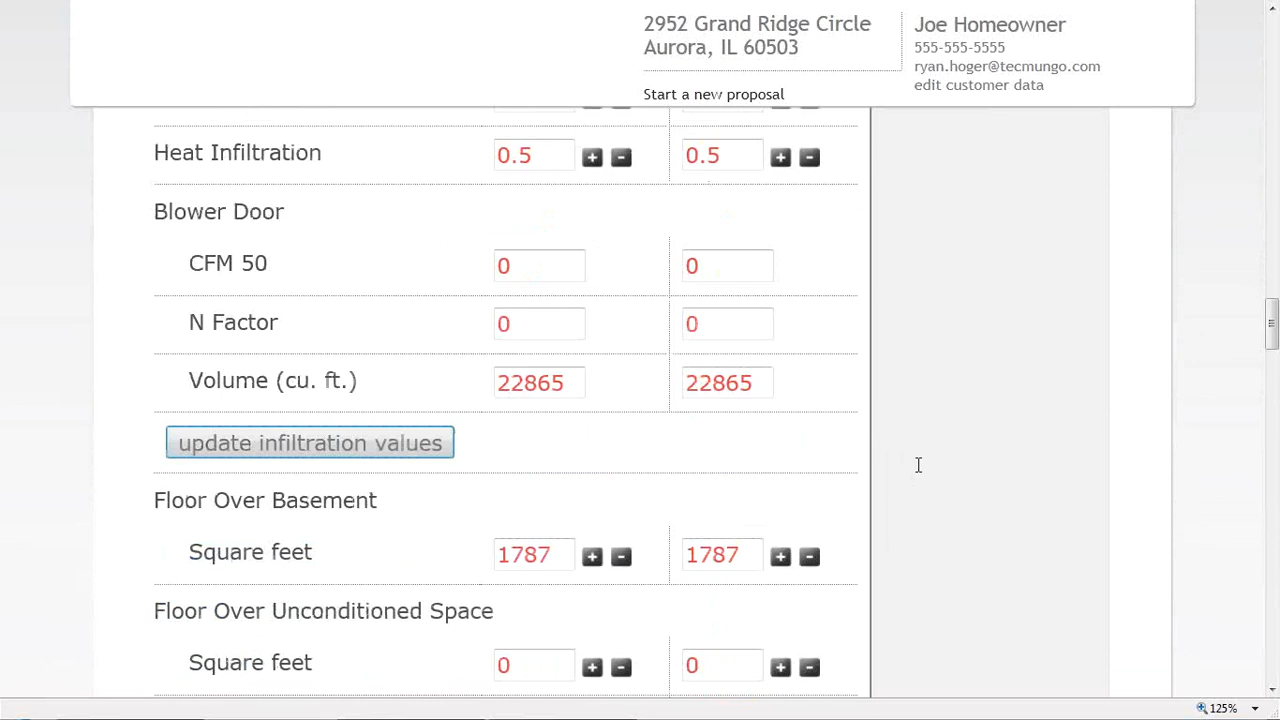 2952 Grand Ridge Circle
Aurora, IL 60503
Start a new proposal
Joe Homeowner
555-555-5555
ryan.hoger@tecmungo.com
edit customer data
Heat Infiltration 0.5 + - 0.5 + -
Blower Door
CFM 50 0 0
N Factor 0 0
Volume (cu. ft.) 22865 22865
update infiltration values
Floor Over Basement
Square feet 1787 + - 1787 + -
Floor Over Unconditioned Space
Square feet 0 + - 0 + -
125%